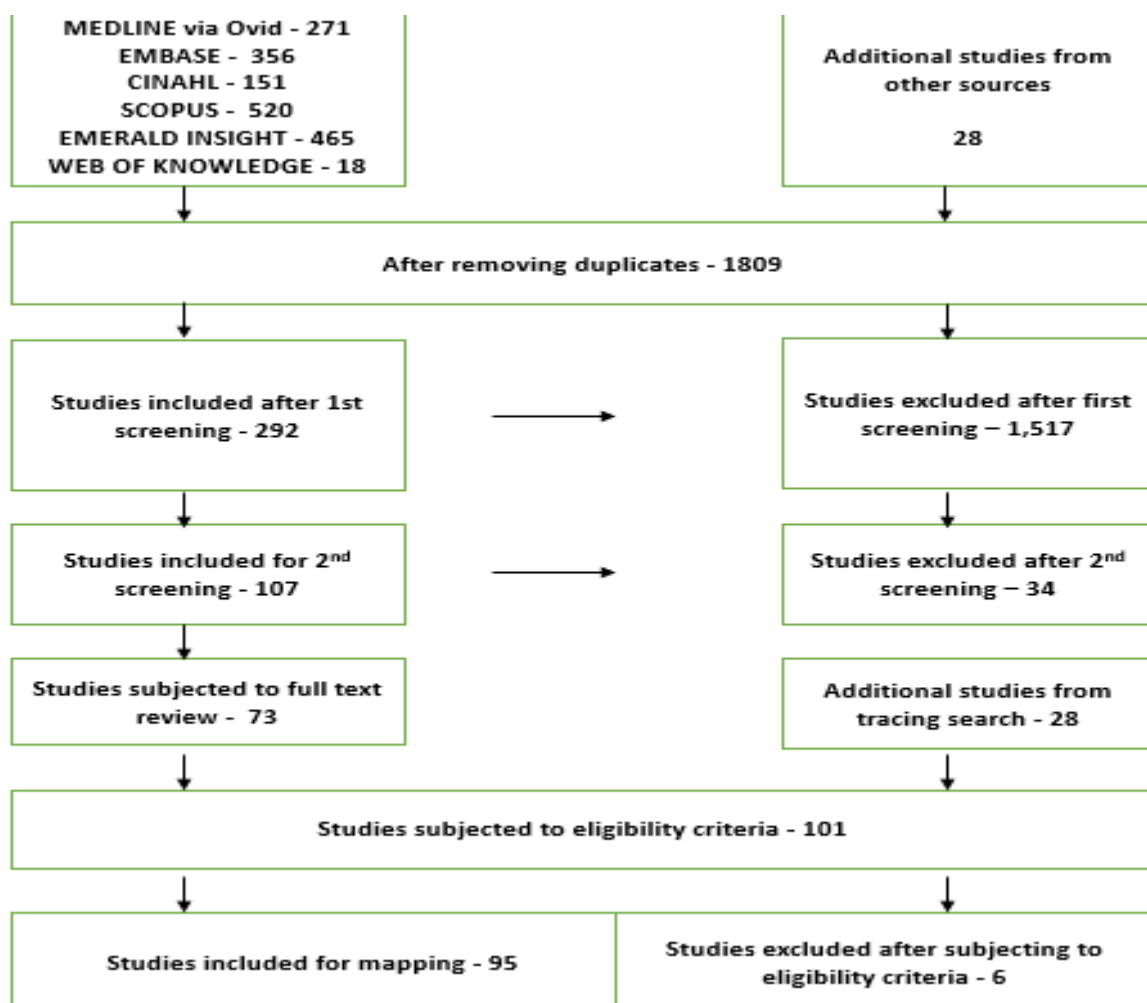 MEDLINE via Ovid - 271
EMBASE - 356
CINAHL - 151
SCOPUS - 520
EMERALD INSIGHT - 465
WEB OF KNOWLEDGE - 18
Additional studies from
other sources
28
After removing duplicates - 1809
Studies included after 1st
screening - 292
Studies excluded after first
screening – 1,517
Studies included for 2nd
screening - 107
Studies excluded after 2nd
screening – 34
Studies subjected to full text
review - 73
Additional studies from
tracing search - 28
Studies subjected to eligibility criteria - 101
Studies included for mapping - 95
Studies excluded after subjecting to
eligibility criteria - 6